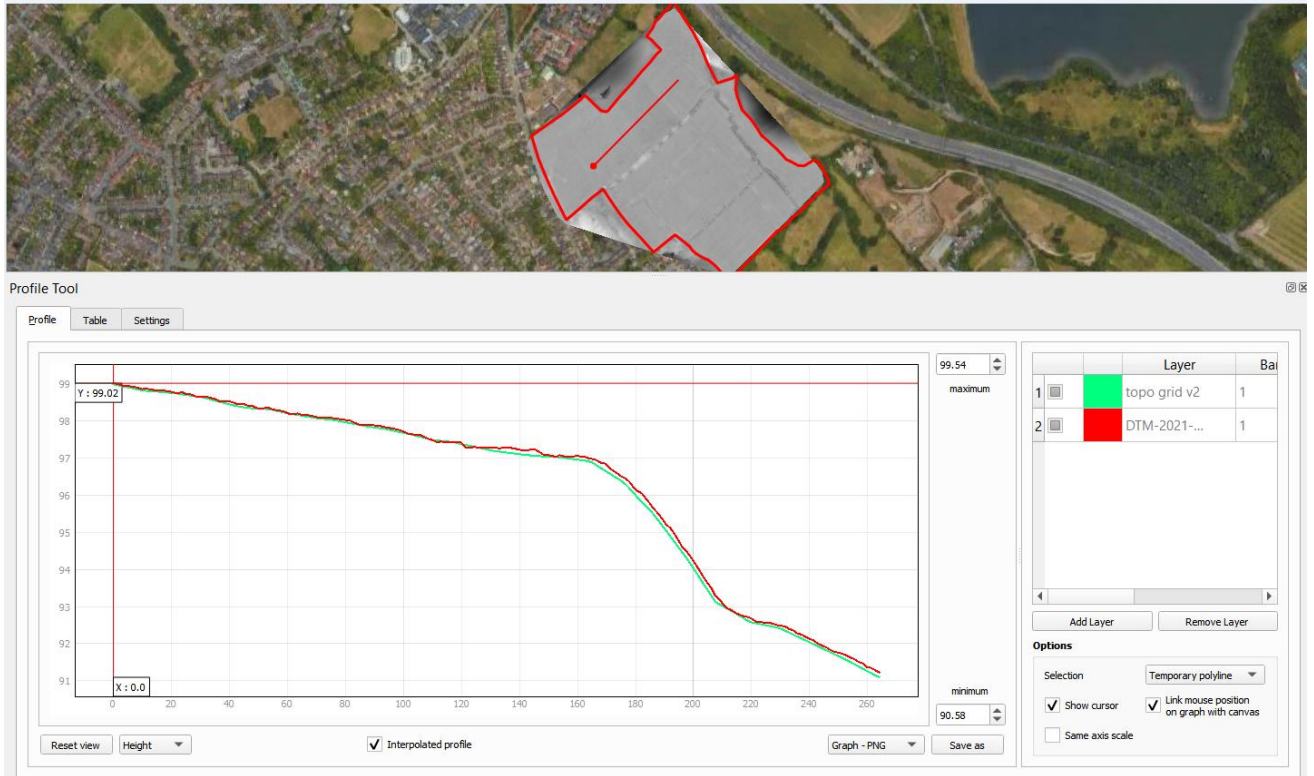 Profile Tool
Profile Table Settings
99.54
maximum
99
98
97
96
95
94
93
92
91
Y : 99.02
X : 0.0
0 20 40 60 80 100 120 140 160 180 200 220 240 260
minimum
90.58
Reset view Height Interpolated profile Graph - PNG Save as
Layer Bai
1 topo grid v2 1
2 DTM-2021-... 1
Add Layer Remove Layer
Options
Selection Temporary polyline
Show cursor Link mouse position
on graph with canvas
Same axis scale